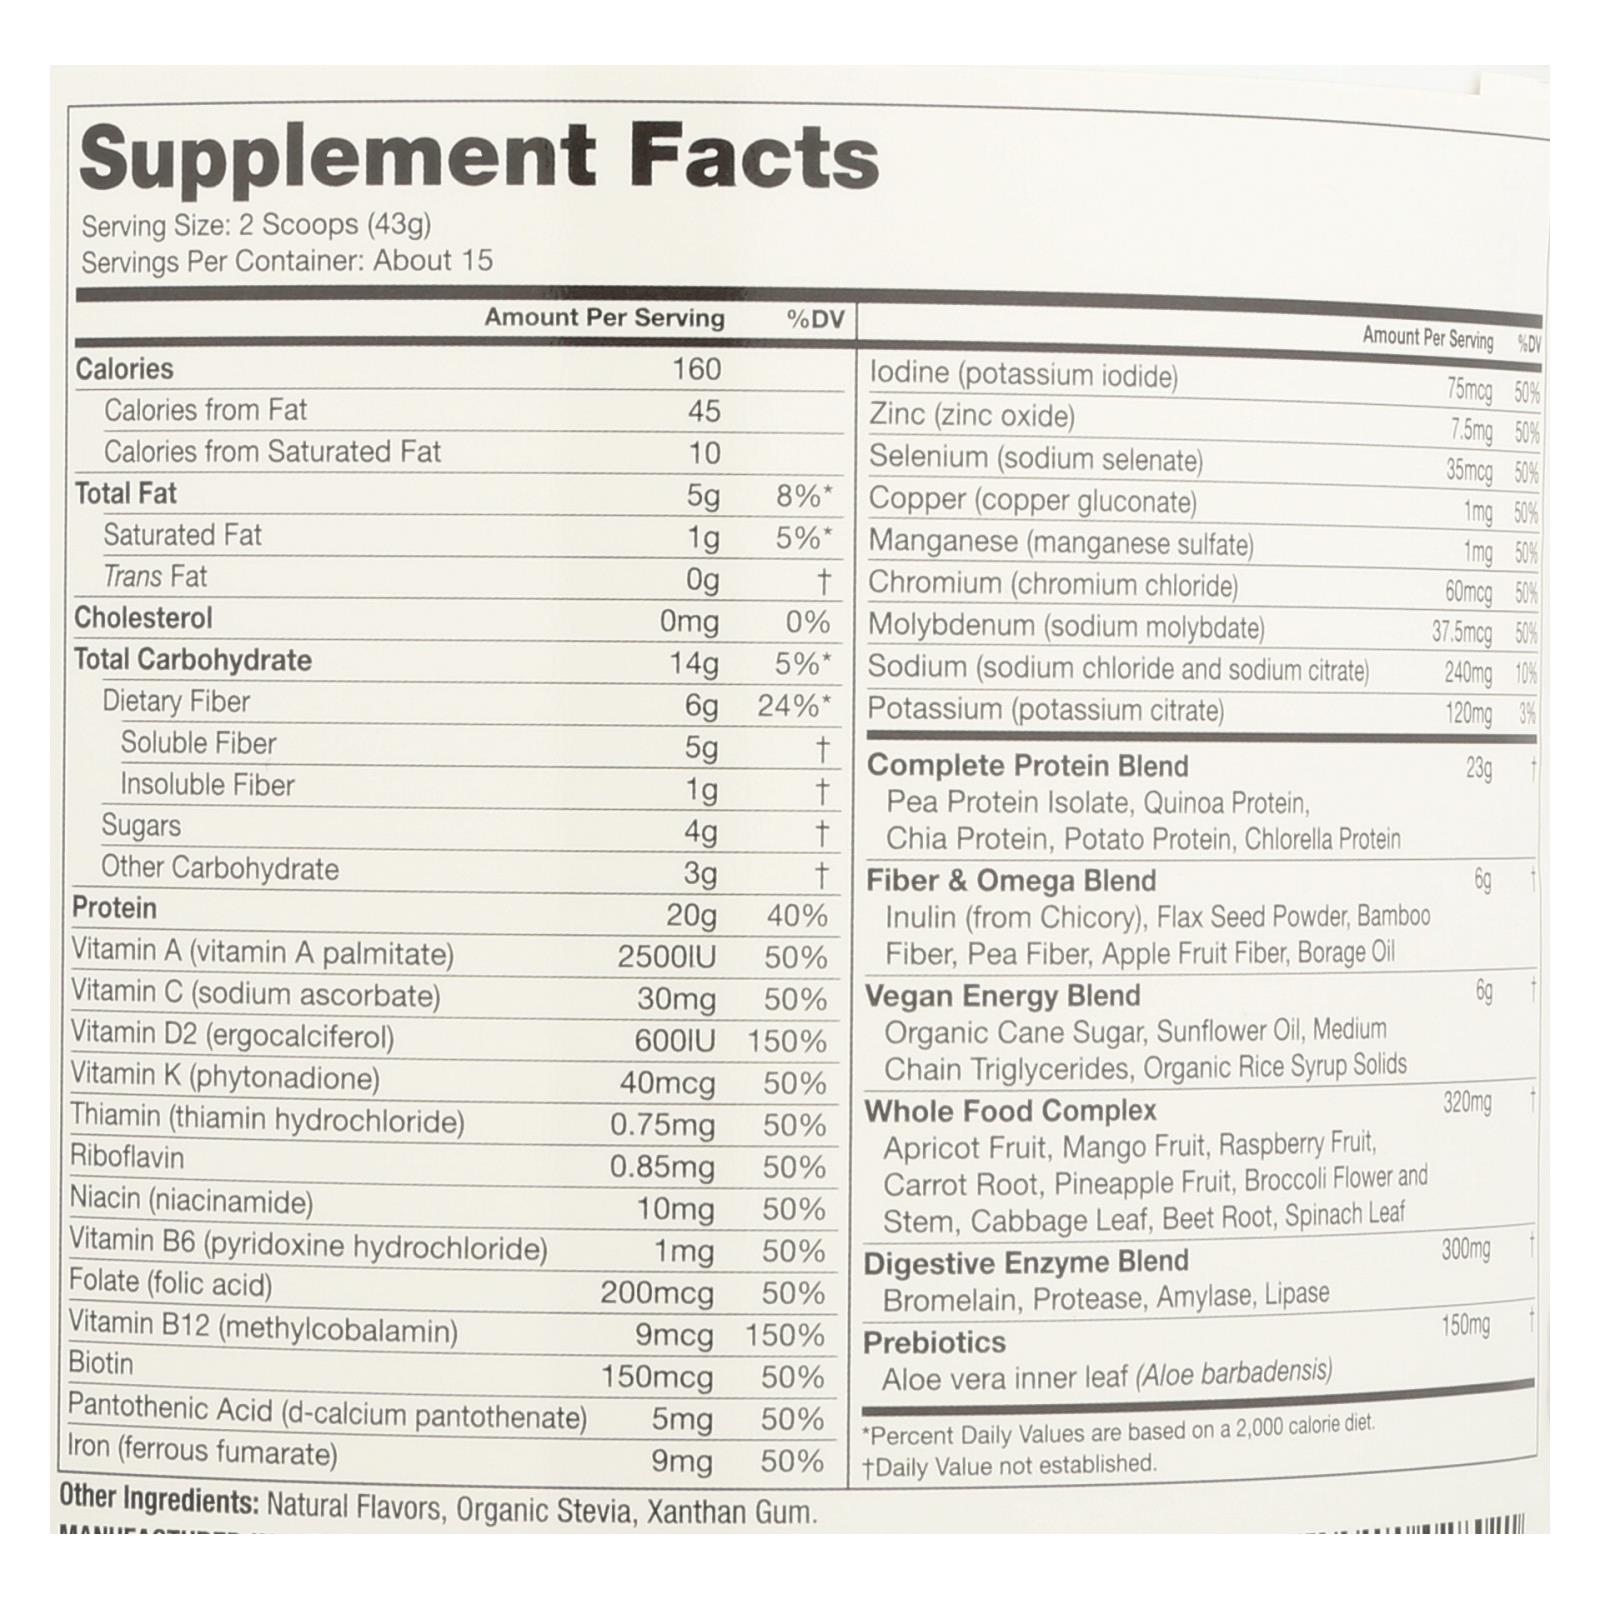 Supplement Facts
Serving Size: 2 Scoops (43g)
Servings Per Container: About 15
Amount Per Serving %DV
Calories 160
Calories from Fat 45
Calories from Saturated Fat 10
Total Fat 5g 8%*
Saturated Fat 1g 5%*
Trans Fat 0g †
Cholesterol 0mg 0%
Total Carbohydrate 14g 5%*
Dietary Fiber 6g 24%*
Soluble Fiber 5g †
Insoluble Fiber 1g †
Sugars 4g †
Other Carbohydrate 3g †
Protein 20g 40%
Vitamin A (vitamin A palmitate) 2500IU 50%
Vitamin C (sodium ascorbate) 30mg 50%
Vitamin D2 (ergocalciferol) 600IU 150%
Vitamin K (phytonadione) 40mcg 50%
Thiamin (thiamin hydrochloride) 0.75mg 50%
Riboflavin 0.85mg 50%
Niacin (niacinamide) 10mg 50%
Vitamin B6 (pyridoxine hydrochloride) 1mg 50%
Folate (folic acid) 200mcg 50%
Vitamin B12 (methylcobalamin) 9mcg 150%
Biotin 150mcg 50%
Pantothenic Acid (d-calcium pantothenate) 5mg 50%
Iron (ferrous fumarate) 9mg 50%
Amount Per Serving %DV
Iodine (potassium iodide) 75mcg 50%
Zinc (zinc oxide) 7.5mg 50%
Selenium (sodium selenate) 35mcg 50%
Copper (copper gluconate) 1mg 50%
Manganese (manganese sulfate) 1mg 50%
Chromium (chromium chloride) 60mcg 50%
Molybdenum (sodium molybdate) 37.5mcg 50%
Sodium (sodium chloride and sodium citrate) 240mg 10%
Potassium (potassium citrate) 120mg 3%
Complete Protein Blend 23g †
Pea Protein Isolate, Quinoa Protein,
Chia Protein, Potato Protein, Chlorella Protein
Fiber & Omega Blend 6g †
Inulin (from Chicory), Flax Seed Powder, Bamboo
Fiber, Pea Fiber, Apple Fruit Fiber, Borage Oil
Vegan Energy Blend 6g †
Organic Cane Sugar, Sunflower Oil, Medium
Chain Triglycerides, Organic Rice Syrup Solids
Whole Food Complex 320mg †
Apricot Fruit, Mango Fruit, Raspberry Fruit,
Carrot Root, Pineapple Fruit, Broccoli Flower and
Stem, Cabbage Leaf, Beet Root, Spinach Leaf
Digestive Enzyme Blend 300mg †
Bromelain, Protease, Amylase, Lipase
Prebiotics 150mg †
Aloe vera inner leaf (Aloe barbadensis)
*Percent Daily Values are based on a 2,000 calorie diet.
†Daily Value not established.
Other Ingredients: Natural Flavors, Organic Stevia, Xanthan Gum.